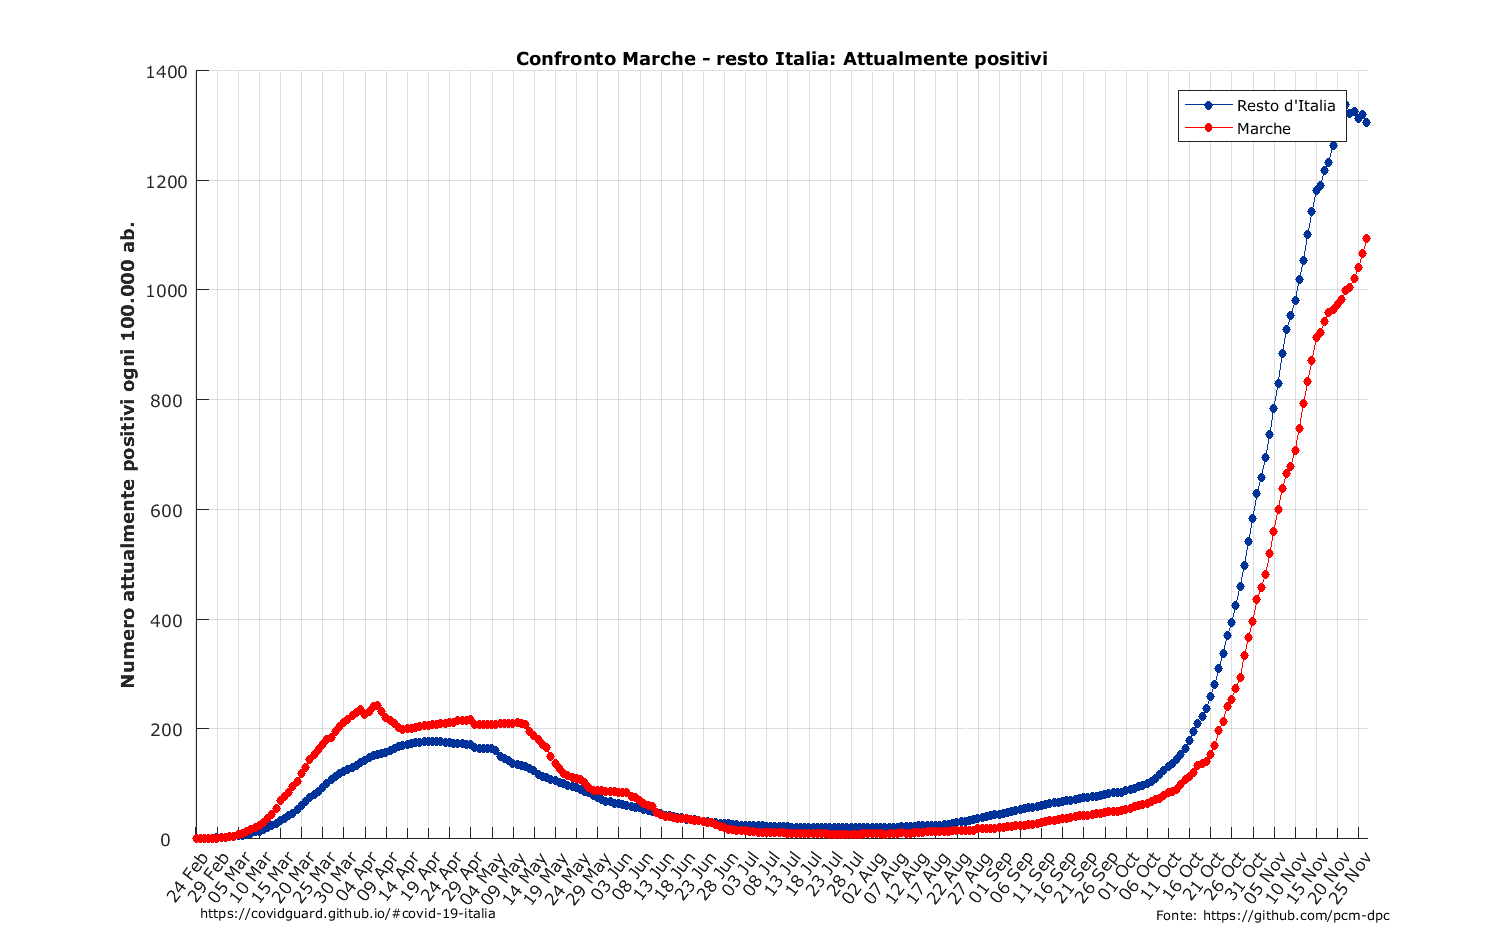 Confronto Marche - resto Italia: Attualmente positivi
1400
1200
1000
800
600
400
200
0
Numero attualmente positivi ogni 100.000 ab.
Resto d'Italia
Marche
24 Feb
29 Feb
05 Mar
10 Mar
15 Mar
20 Mar
25 Mar
30 Mar
04 Apr
09 Apr
14 Apr
19 Apr
24 Apr
29 Apr
04 May
09 May
14 May
19 May
24 May
29 May
03 Jun
08 Jun
13 Jun
18 Jun
23 Jun
28 Jun
03 Jul
08 Jul
13 Jul
18 Jul
23 Jul
28 Jul
02 Aug
07 Aug
12 Aug
17 Aug
22 Aug
27 Aug
01 Sep
06 Sep
11 Sep
16 Sep
21 Sep
26 Sep
01 Oct
06 Oct
11 Oct
16 Oct
21 Oct
26 Oct
31 Oct
05 Nov
10 Nov
15 Nov
20 Nov
25 Nov
https://covidguard.github.io/#covid-19-italia
Fonte: https://github.com/pcm-dpc